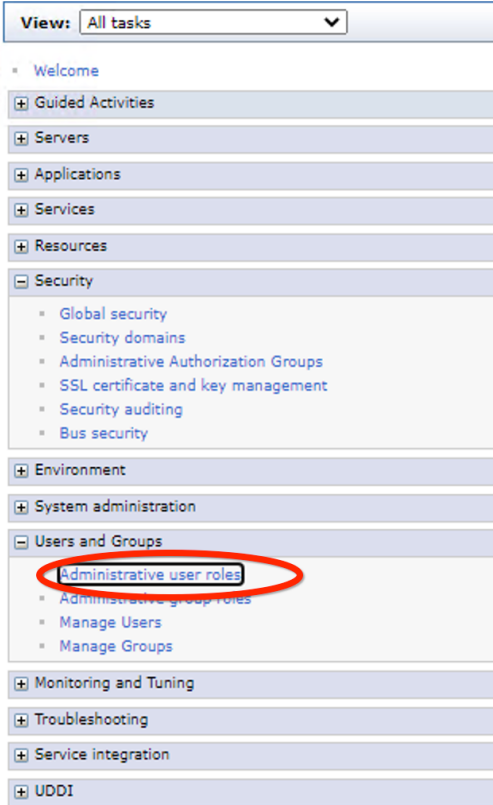 View: All tasks
Welcome
Guided Activities
Servers
Applications
Services
Resources
Security
Global security
Security domains
Administrative Authorization Groups
SSL certificate and key management
Security auditing
Bus security
Environment
System administration
Users and Groups
Administrative user roles
Administrative group roles
Manage Users
Manage Groups
Monitoring and Tuning
Troubleshooting
Service integration
UDDI